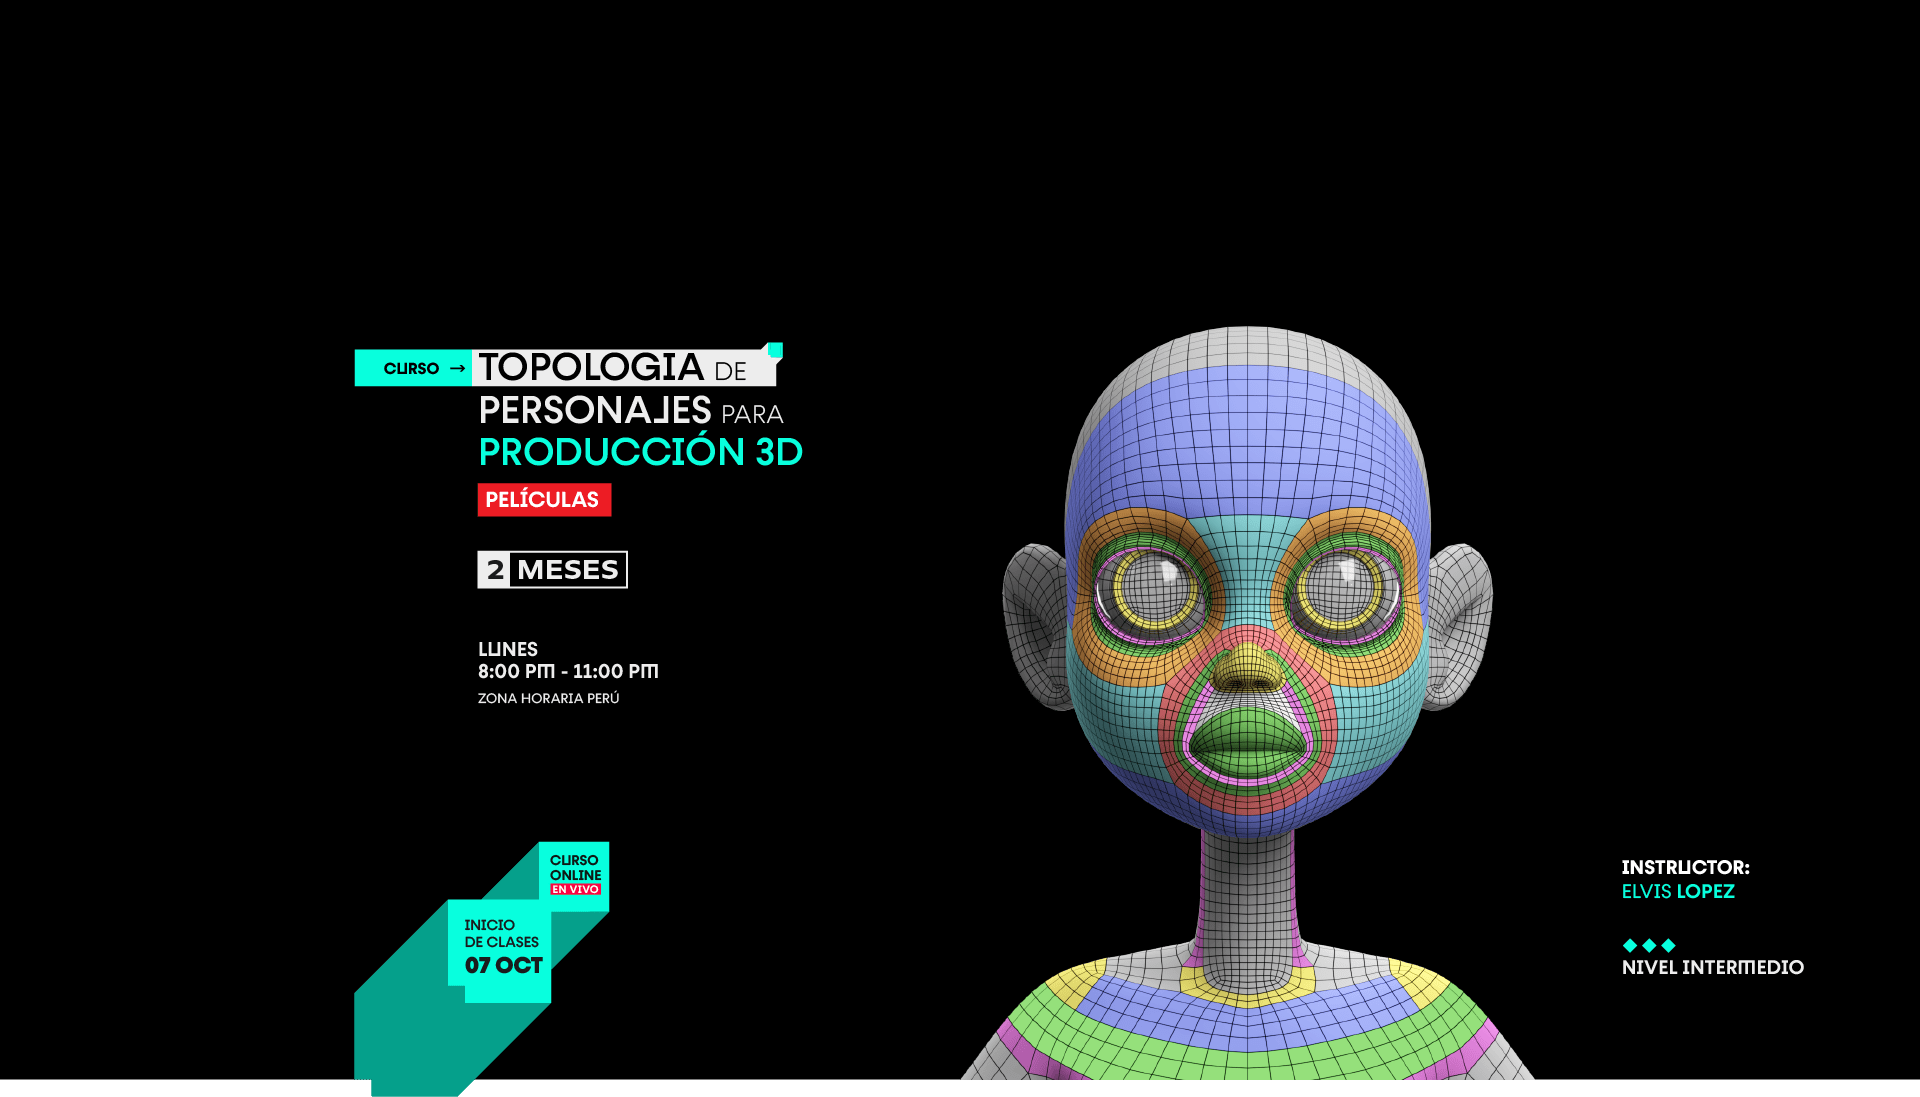 CURSO → TOPOLOGIA DE
PERSONAJES PARA
PRODUCCIÓN 3D
PELÍCULAS
2 MESES
LUNES
8:00 PM - 11:00 PM
ZONA HORARIA PERÚ
CURSO
ONLINE
EN VIVO
INICIO
DE CLASES
07 OCT
INSTRUCTOR:
ELVIS LOPEZ
NIVEL INTERMEDIO